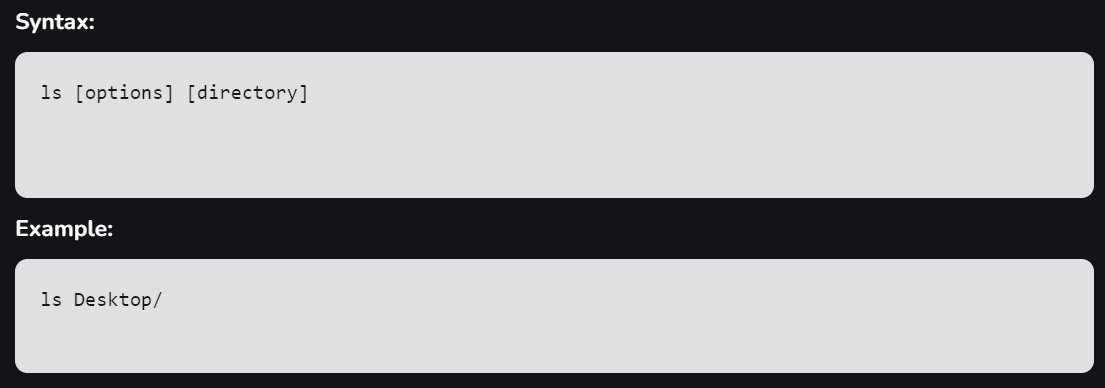 Syntax:
ls [options] [directory]
Example:
ls Desktop/